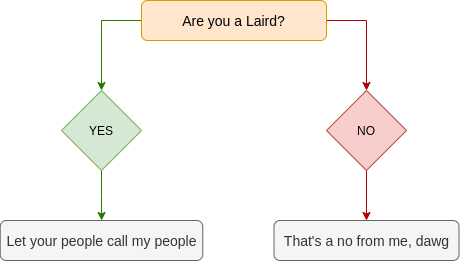 Are you a Laird?
YES
NO
Let your people call my people
That's a no from me, dawg